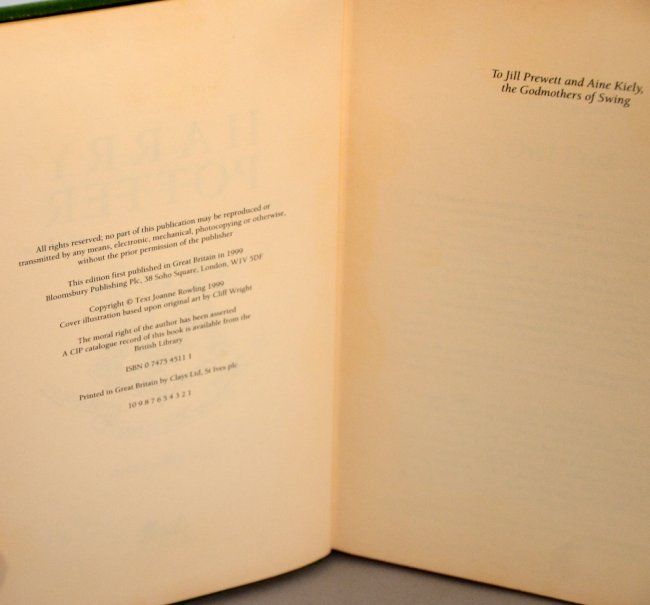 All rights reserved; no part of this publication may be reproduced or
transmitted by any means, electronic, mechanical, photocopying or otherwise,
without the prior permission of the publisher
This edition first published in Great Britain in 1999
Bloomsbury Publishing Plc, 38 Soho Square, London, W1V 5DF
Copyright © Text Joanne Rowling 1999
Cover illustration based upon original art by Cliff Wright
The moral right of the author has been asserted
A CIP catalogue record of this book is available from the
British Library
ISBN 0 7475 4511 1
Printed in Great Britain by Clays Ltd, St Ives plc
10 9 8 7 6 5 4 3 2 1
HARRY
POTTER
To Jill Prewett and Aine Kiely,
the Godmothers of Swing